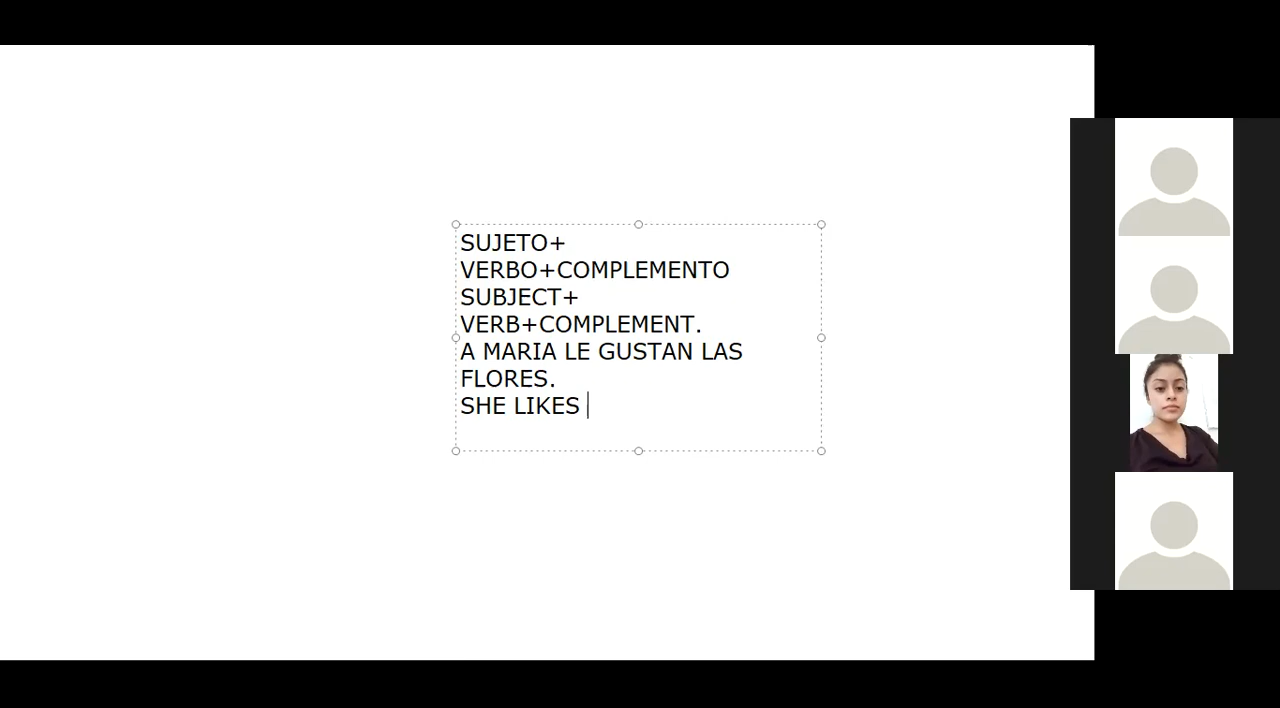 SUJETO+
VERBO+COMPLEMENTO
SUBJECT+
VERB+COMPLEMENT.
A MARIA LE GUSTAN LAS
FLORES.
SHE LIKES